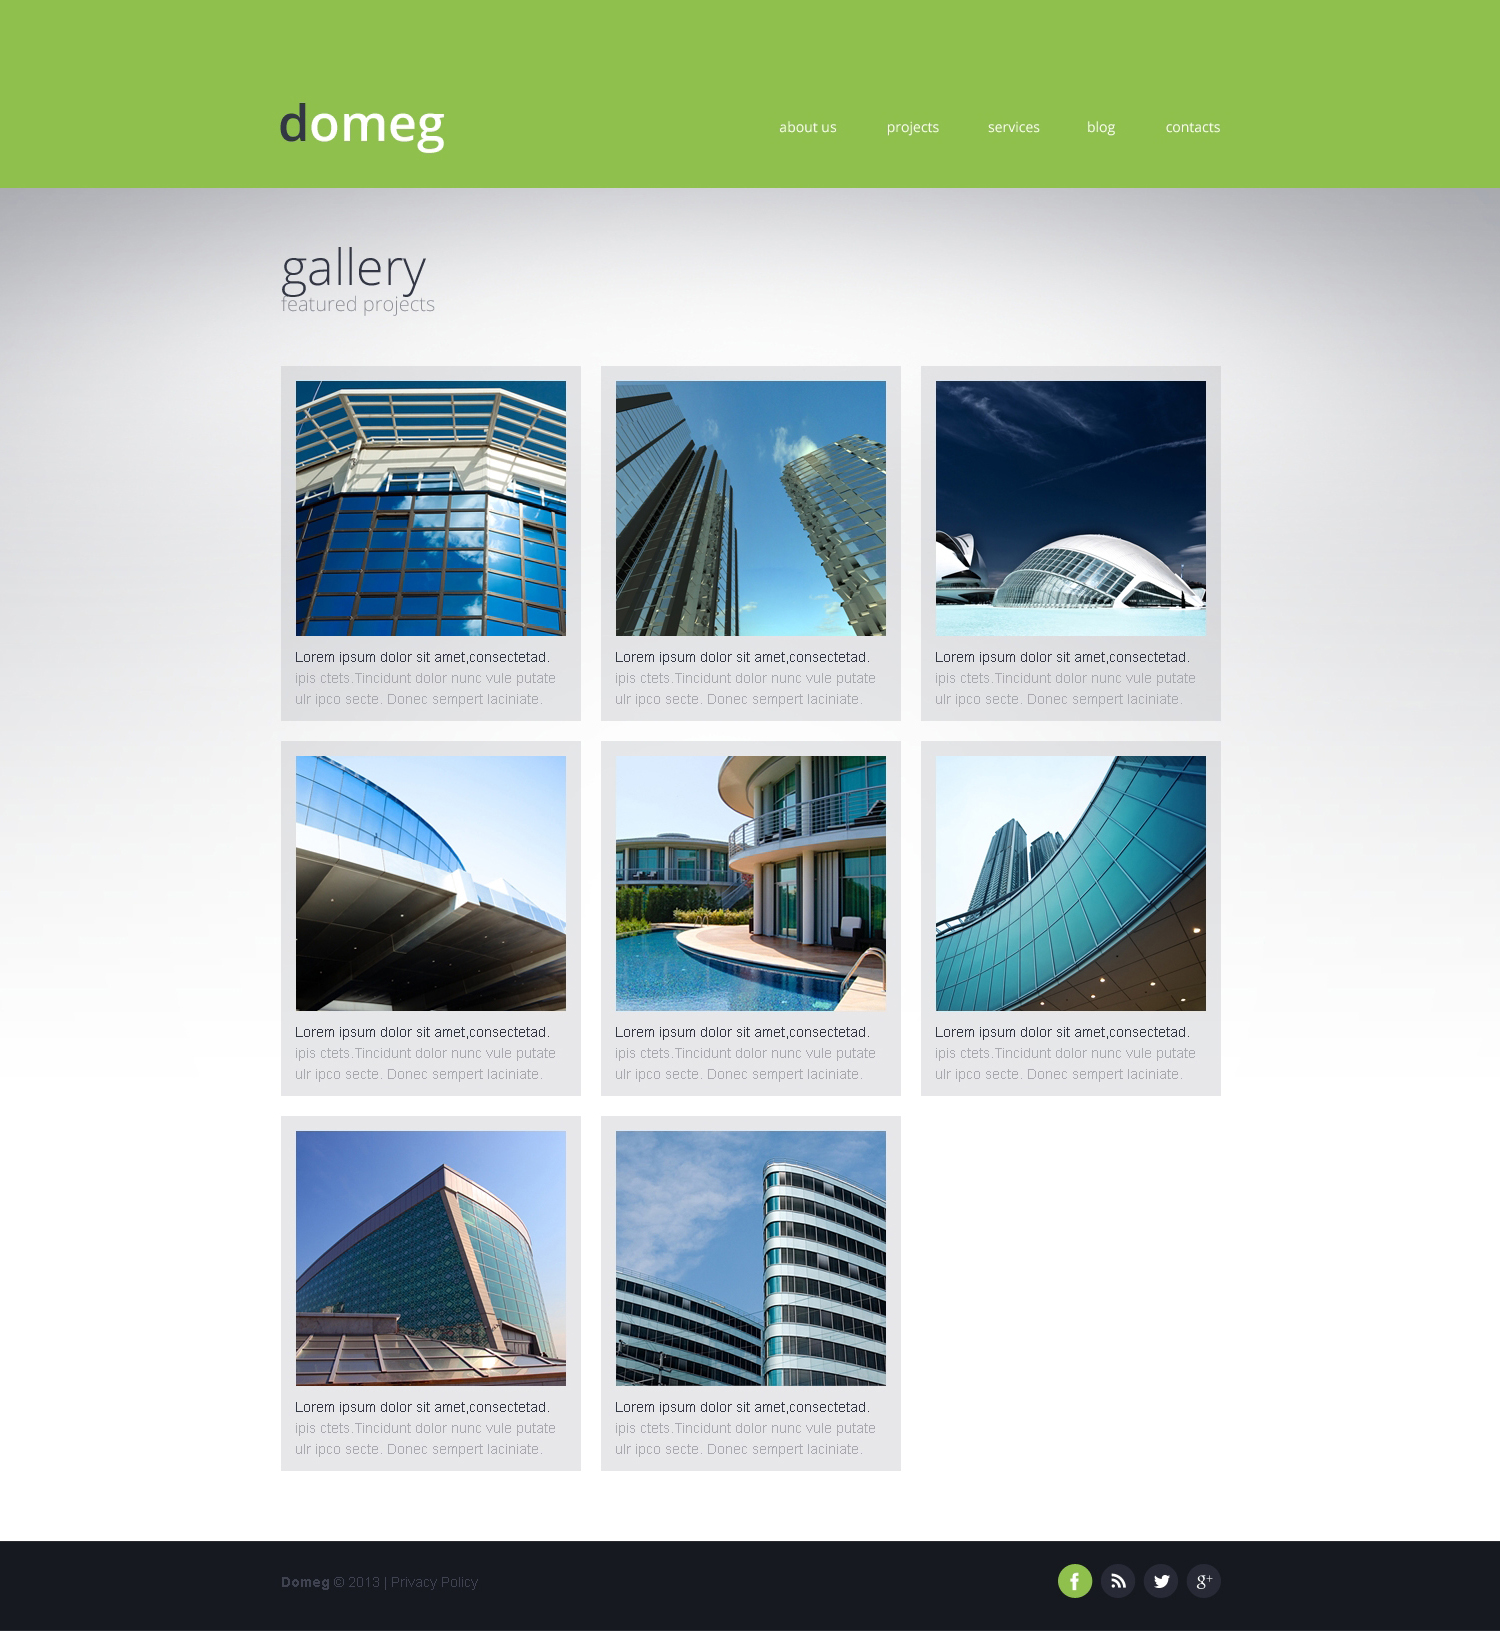 domeg
about us
projects
services
blog
contacts
gallery
featured projects
Lorem ipsum dolor sit amet,consectetad.
ipis ctets.Tincidunt dolor nunc vule putate
ulr ipco secte. Donec sempert laciniate.
Lorem ipsum dolor sit amet,consectetad.
ipis ctets.Tincidunt dolor nunc vule putate
ulr ipco secte. Donec sempert laciniate.
Lorem ipsum dolor sit amet,consectetad.
ipis ctets.Tincidunt dolor nunc vule putate
ulr ipco secte. Donec sempert laciniate.
Lorem ipsum dolor sit amet,consectetad.
ipis ctets.Tincidunt dolor nunc vule putate
ulr ipco secte. Donec sempert laciniate.
Lorem ipsum dolor sit amet,consectetad.
ipis ctets.Tincidunt dolor nunc vule putate
ulr ipco secte. Donec sempert laciniate.
Lorem ipsum dolor sit amet,consectetad.
ipis ctets.Tincidunt dolor nunc vule putate
ulr ipco secte. Donec sempert laciniate.
Lorem ipsum dolor sit amet,consectetad.
ipis ctets.Tincidunt dolor nunc vule putate
ulr ipco secte. Donec sempert laciniate.
Lorem ipsum dolor sit amet,consectetad.
ipis ctets.Tincidunt dolor nunc vule putate
ulr ipco secte. Donec sempert laciniate.
Domeg © 2013 | Privacy Policy
f
g+